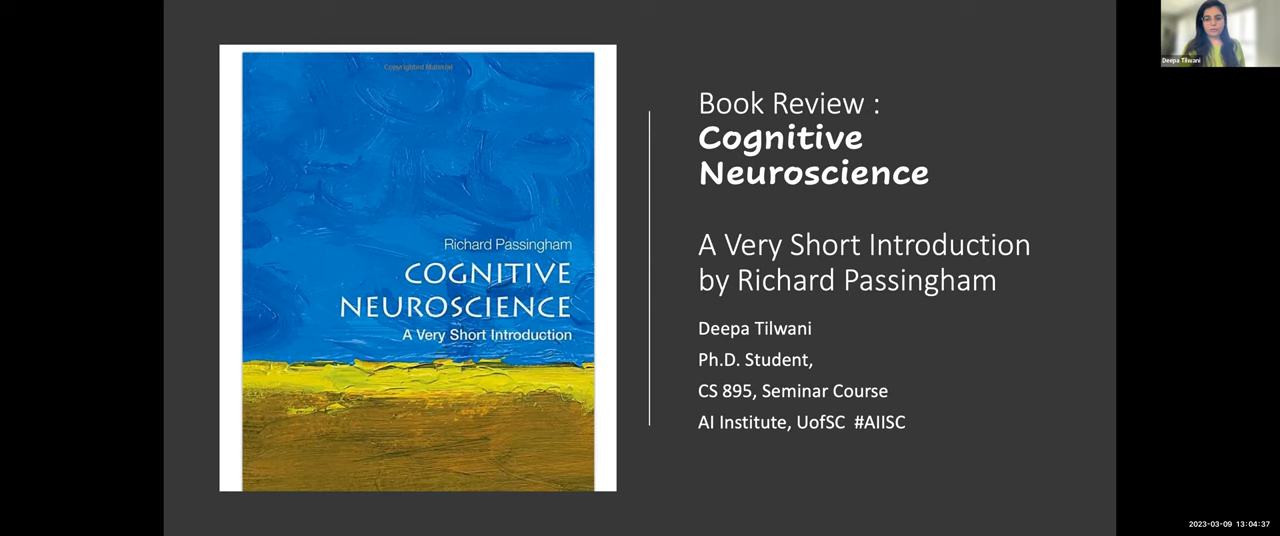 Copyrighted Material
Richard Passingham
COGNITIVE
NEUROSCIENCE
A Very Short Introduction
Book Review :
Cognitive
Neuroscience
A Very Short Introduction
by Richard Passingham
Deepa Tilwani
Ph.D. Student,
CS 895, Seminar Course
AI Institute, UofSC #AIISC
Deepa Tilwani
2023-03-09 13:04:37